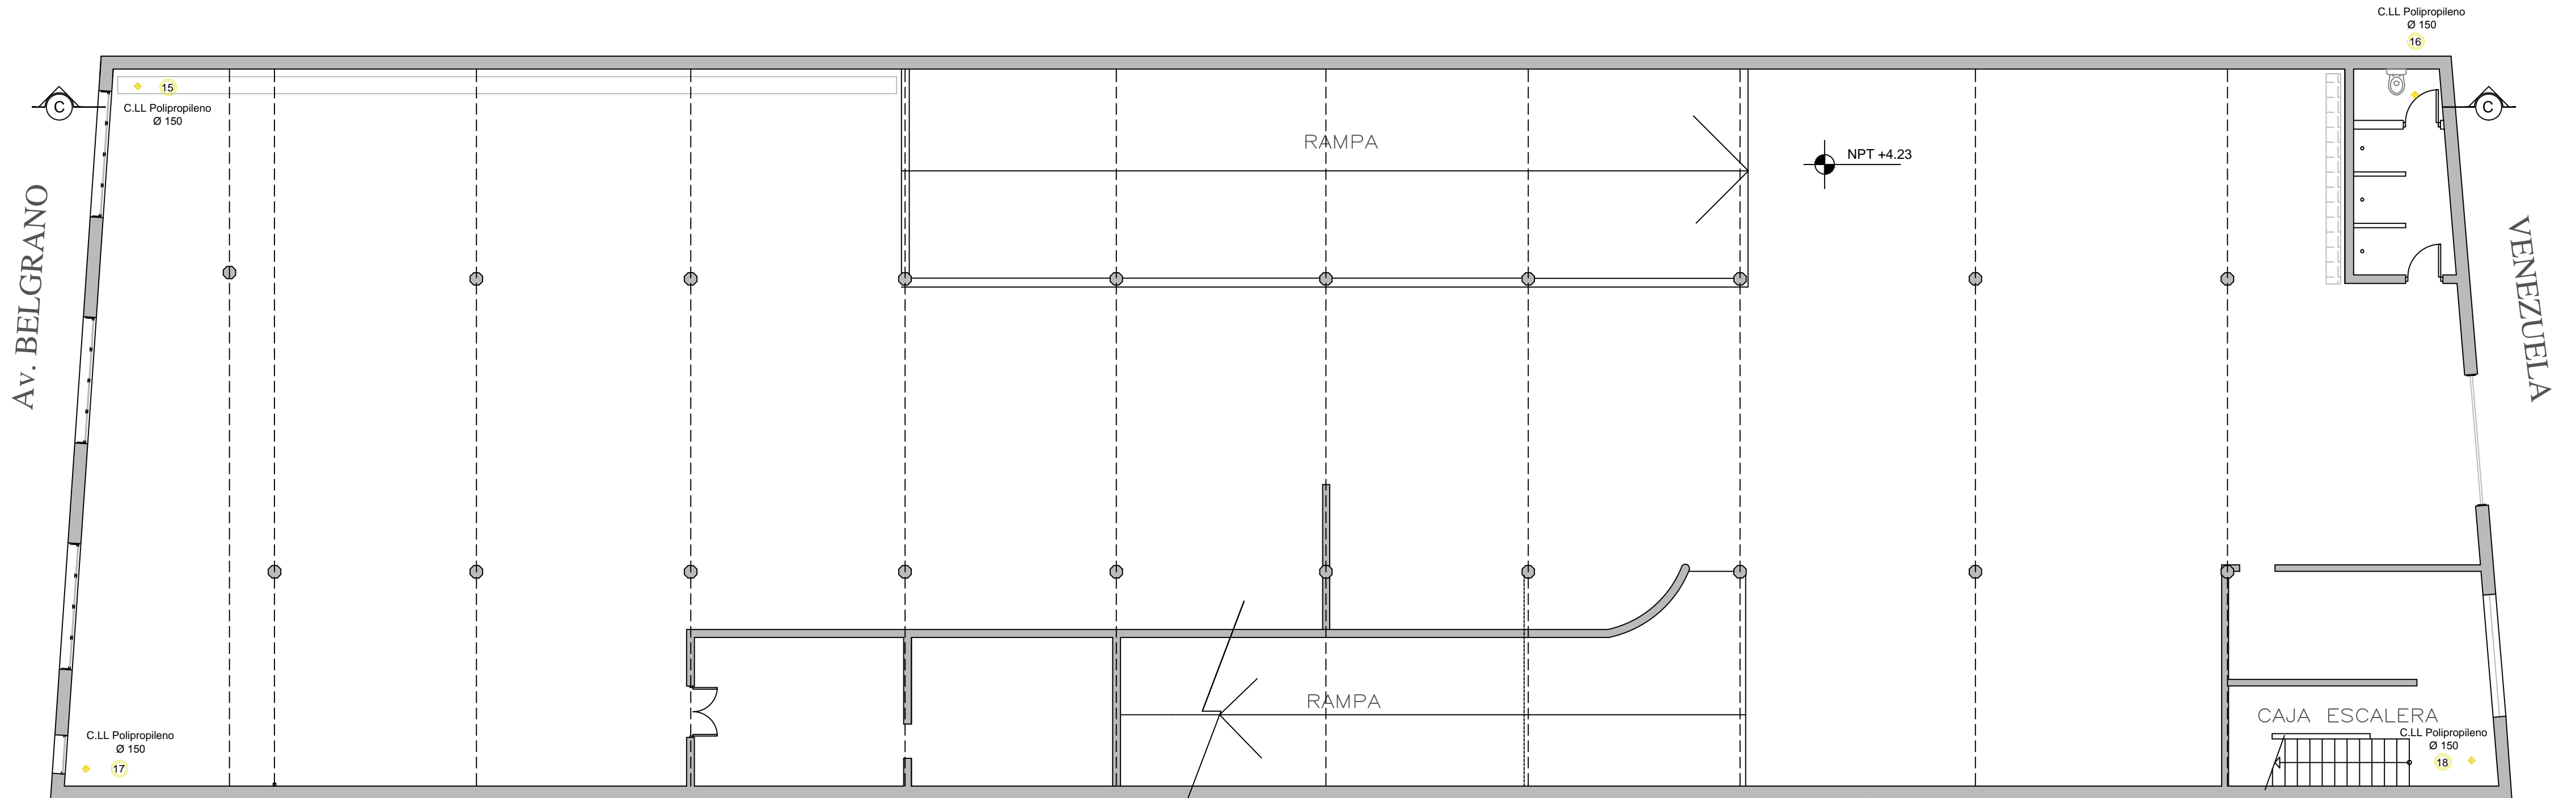 C.LL Polipropileno
Ø 150
16
15
C.LL Polipropileno
Ø 150
C
C
RAMPA
NPT +4.23
Av. BELGRANO
VENEZUELA
RAMPA
CAJA ESCALERA
C.LL Polipropileno
Ø 150
17
C.LL Polipropileno
Ø 150
18